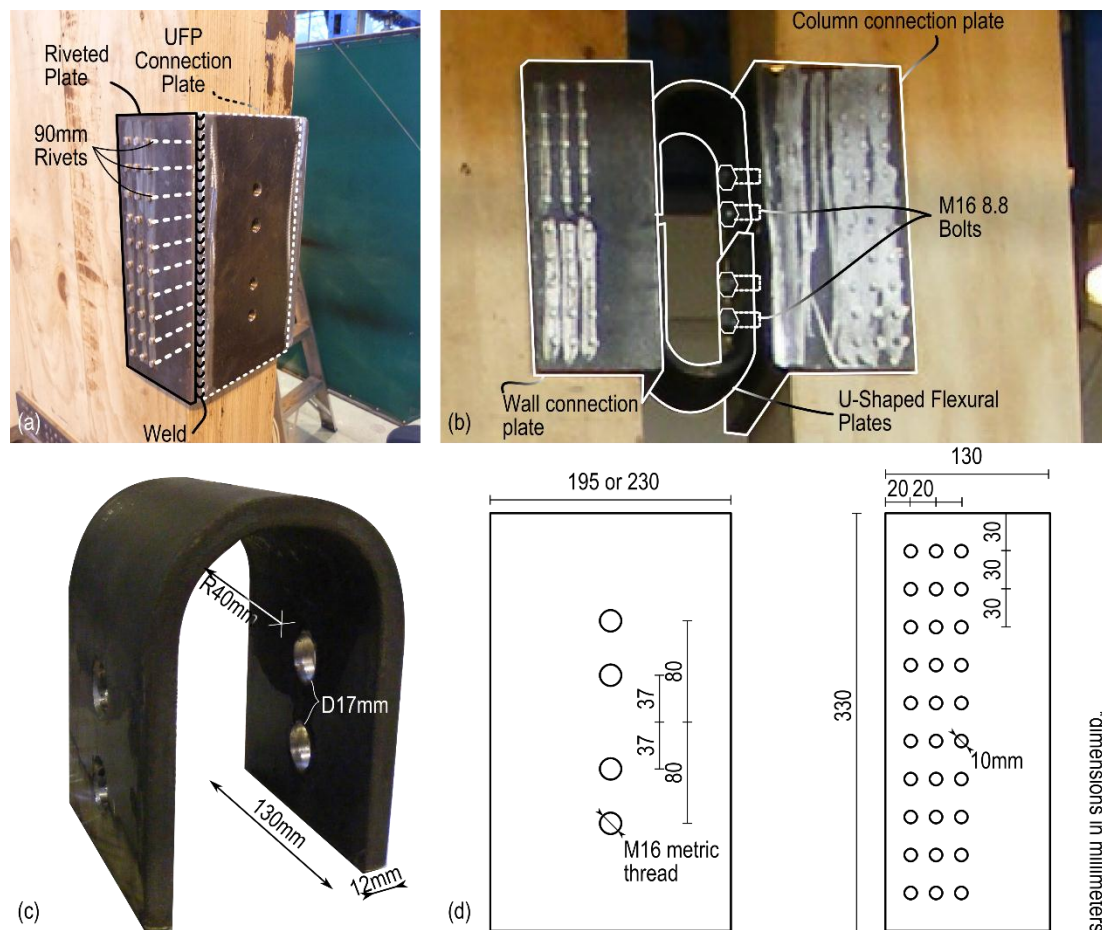 UFP
Connection
Plate
Riveted
Plate
90mm
Rivets
Weld
(a)
Column connection plate
M16 8.8
Bolts
Wall connection
plate
U-Shaped Flexural
Plates
(b)
R40mm
D17mm
130mm
12mm
(c)
195 or 230
80
37
37
80
M16 metric
thread
(d)
130
20
20
30
30
30
330
10mm
*dimensions in millimeters